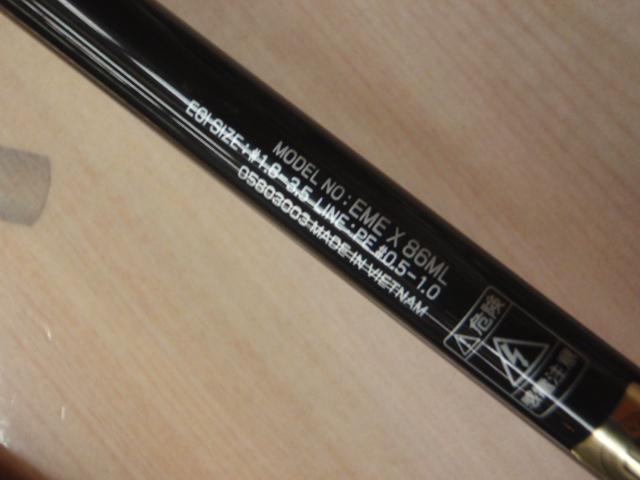 MODEL NO : EME X 86ML
EGI SIZE : #1.8-3.5 LINE : PE #0.5-1.0
05803003 MADE IN VIETNAM
⚠危険
感電注意